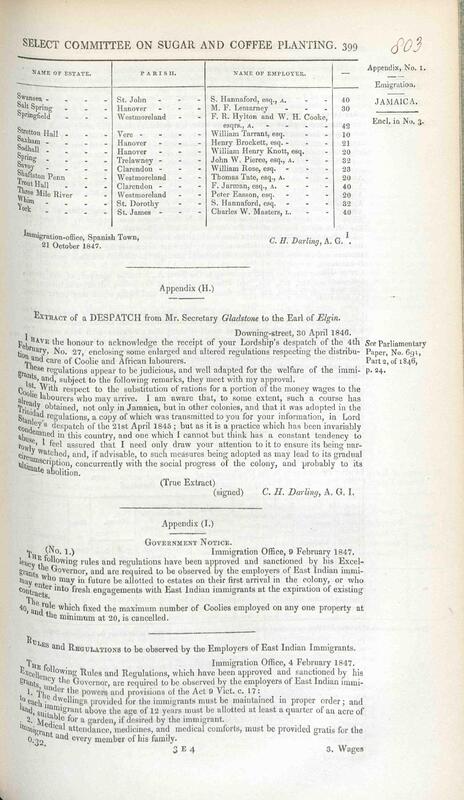 SELECT COMMITTEE ON SUGAR AND COFFEE PLANTING. 399
803
NAME OF ESTATE. PARISH. NAME OF EMPLOYER. —
Swansea - - - St. John - - - S. Hannaford, esq., A. - - 40
Salt Spring - - - Hanover - - - M. F. Lemarney - - - 30
Springfield - - - Westmoreland - - F. R. Hylton and W. H. Cooke,
esqrs., A. - - - 42
Stretton Hall - - - Vere - - - - William Tarrant, esq. - - 10
Saxham - - - Hanover - - - Henry Brockett, esq. - - 21
Sodhall - - - Hanover - - - William Henry Knott, esq. - 20
Spring - - - Trelawney - - - John W. Pierce, esq., A. - - 32
Savoy - - - Clarendon - - - William Rose, esq. - - 23
Shaftston Penn - - Westmoreland - - Thomas Tate, esq., A. - - 20
Trout Hall - - - Clarendon - - - F. Jarman, esq., A. - - 40
Three Mile River - - Westmoreland - - Peter Easson, esq. - - 20
Whim - - - St. Dorothy - - - S. Hannaford, esq. - - 32
York - - - St. James - - - Charles W. Masters, L. - - 40
Appendix, No. 1.
Emigration.
JAMAICA.
Encl. in No. 3.
Immigration-office, Spanish Town,
21 October 1847.
C. H. Darling, A. G. I.
Appendix (H.)
EXTRACT of a DESPATCH from Mr. Secretary Gladstone to the Earl of Elgin.
Downing-street, 30 April 1846.
I HAVE the honour to acknowledge the receipt of your Lordship's despatch of the 4th
February, No. 27, enclosing some enlarged and altered regulations respecting the distribu-
tion and care of Coolie and African labourers.
See Parliamentary
Paper, No. 691,
Part 2, of 1846,
p. 24.
These regulations appear to be judicious, and well adapted for the welfare of the immi-
grants, and, subject to the following remarks, they meet with my approval.
1st. With respect to the substitution of rations for a portion of the money wages to the
Coolie labourers who may arrive. I am aware that, to some extent, such a course has
already obtained, not only in Jamaica, but in other colonies, and that it was adopted in the
Trinidad regulations, a copy of which was transmitted to you for your information, in Lord
Stanley's despatch of the 21st April 1845; but as it is a practice which has been invariably
condemned in this country, and one which I cannot but think has a constant tendency to
abuse, I feel assured that I need only draw your attention to it to ensure its being nar-
rowly watched, and, if advisable, to such measures being adopted as may lead to its gradual
circumscription, concurrently with the social progress of the colony, and probably to its
ultimate abolition.
(True Extract)
(signed) C. H. Darling, A. G. I.
Appendix (I.)
GOVERNMENT NOTICE.
(No. 1.) Immigration Office, 9 February 1847.
THE following rules and regulations have been approved and sanctioned by his Excel-
lency the Governor, and are required to be observed by the employers of East Indian immi-
grants who may in future be allotted to estates on their first arrival in the colony, or who
may enter into fresh engagements with East Indian immigrants at the expiration of existing
contracts.
The rule which fixed the maximum number of Coolies employed on any one property at
40, and the minimum at 20, is cancelled.
RULES and REGULATIONS to be observed by the Employers of East Indian Immigrants.
Immigration Office, 4 February 1847.
THE following Rules and Regulations, which have been approved and sanctioned by his
Excellency the Governor, are required to be observed by the employers of East Indian immi-
grants, under the powers and provisions of the Act 9 Vict. c. 17:
1. The dwellings provided for the immigrants must be maintained in proper order; and
to each immigrant above the age of 12 years must be allotted at least a quarter of an acre of
land, suitable for a garden, if desired by the immigrant.
2. Medical attendance, medicines, and medical comforts, must be provided gratis for the
immigrant and every member of his family.
0.32. 3 E 4 3. Wages